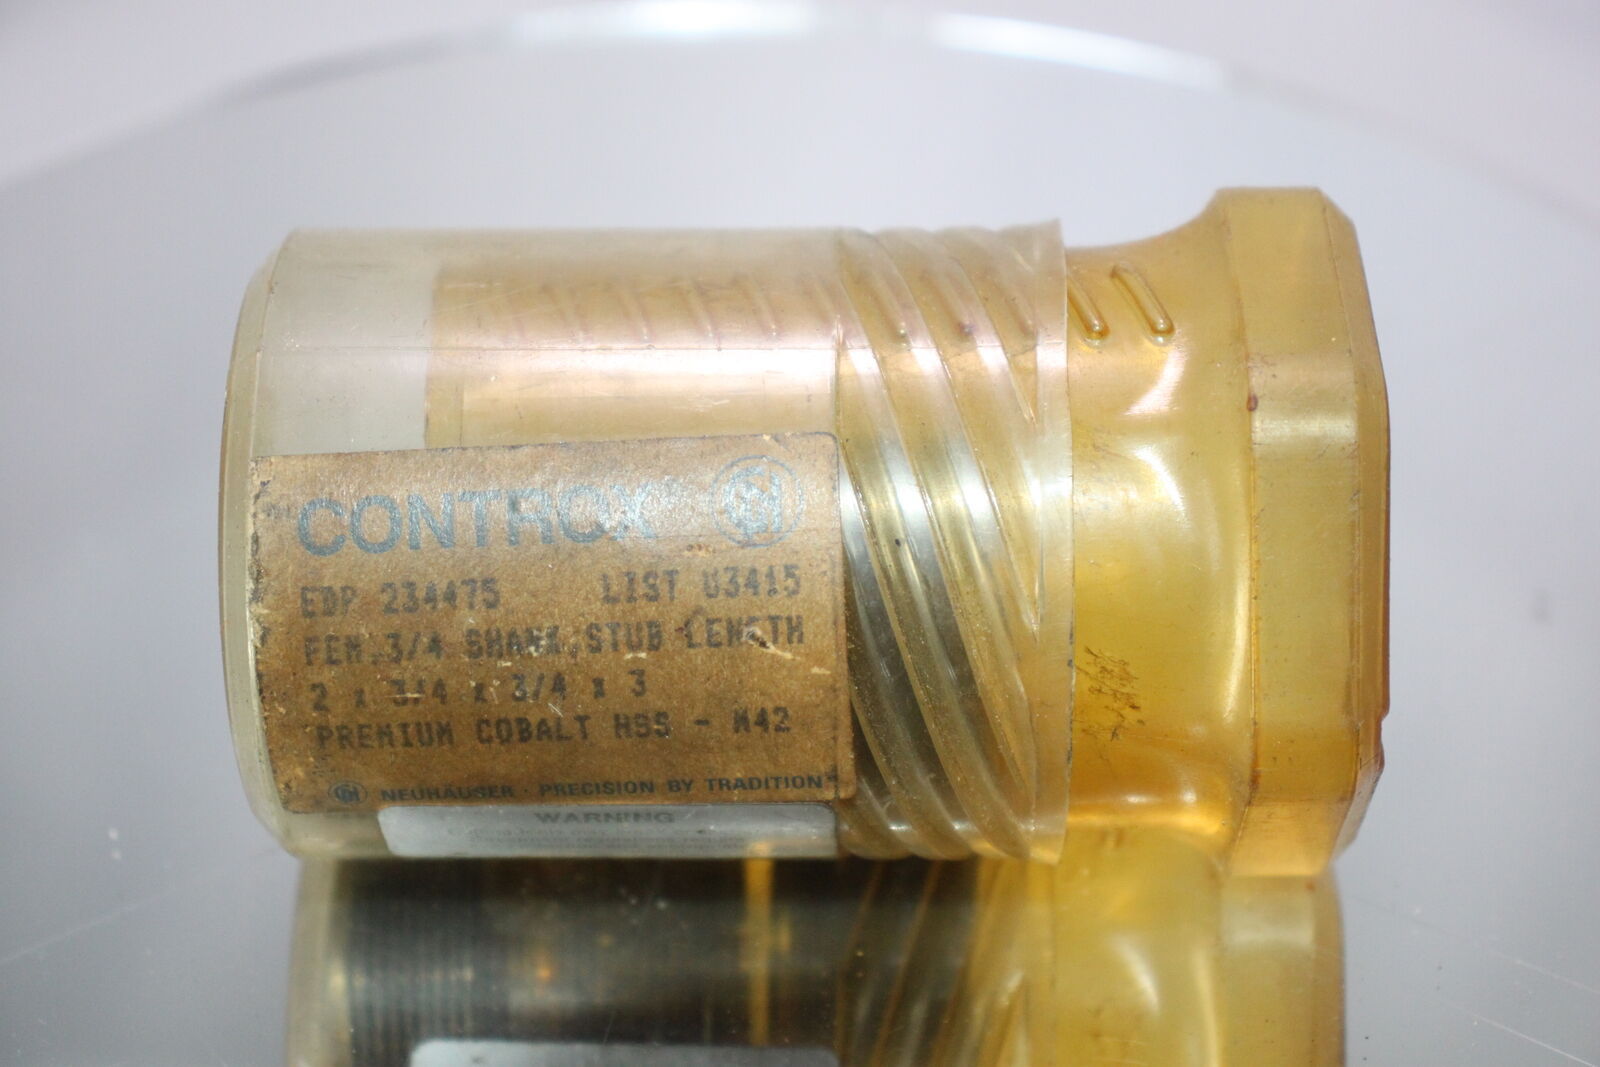 CONTROX
EDP 234475 LIST U3415
FEM, 3/4 SHANK, STUB LENGTH
2 x 3/4 x 3/4 x 3
PREMIUM COBALT HSS - M42
NEUHÄUSER · PRECISION BY TRADITION
WARNING